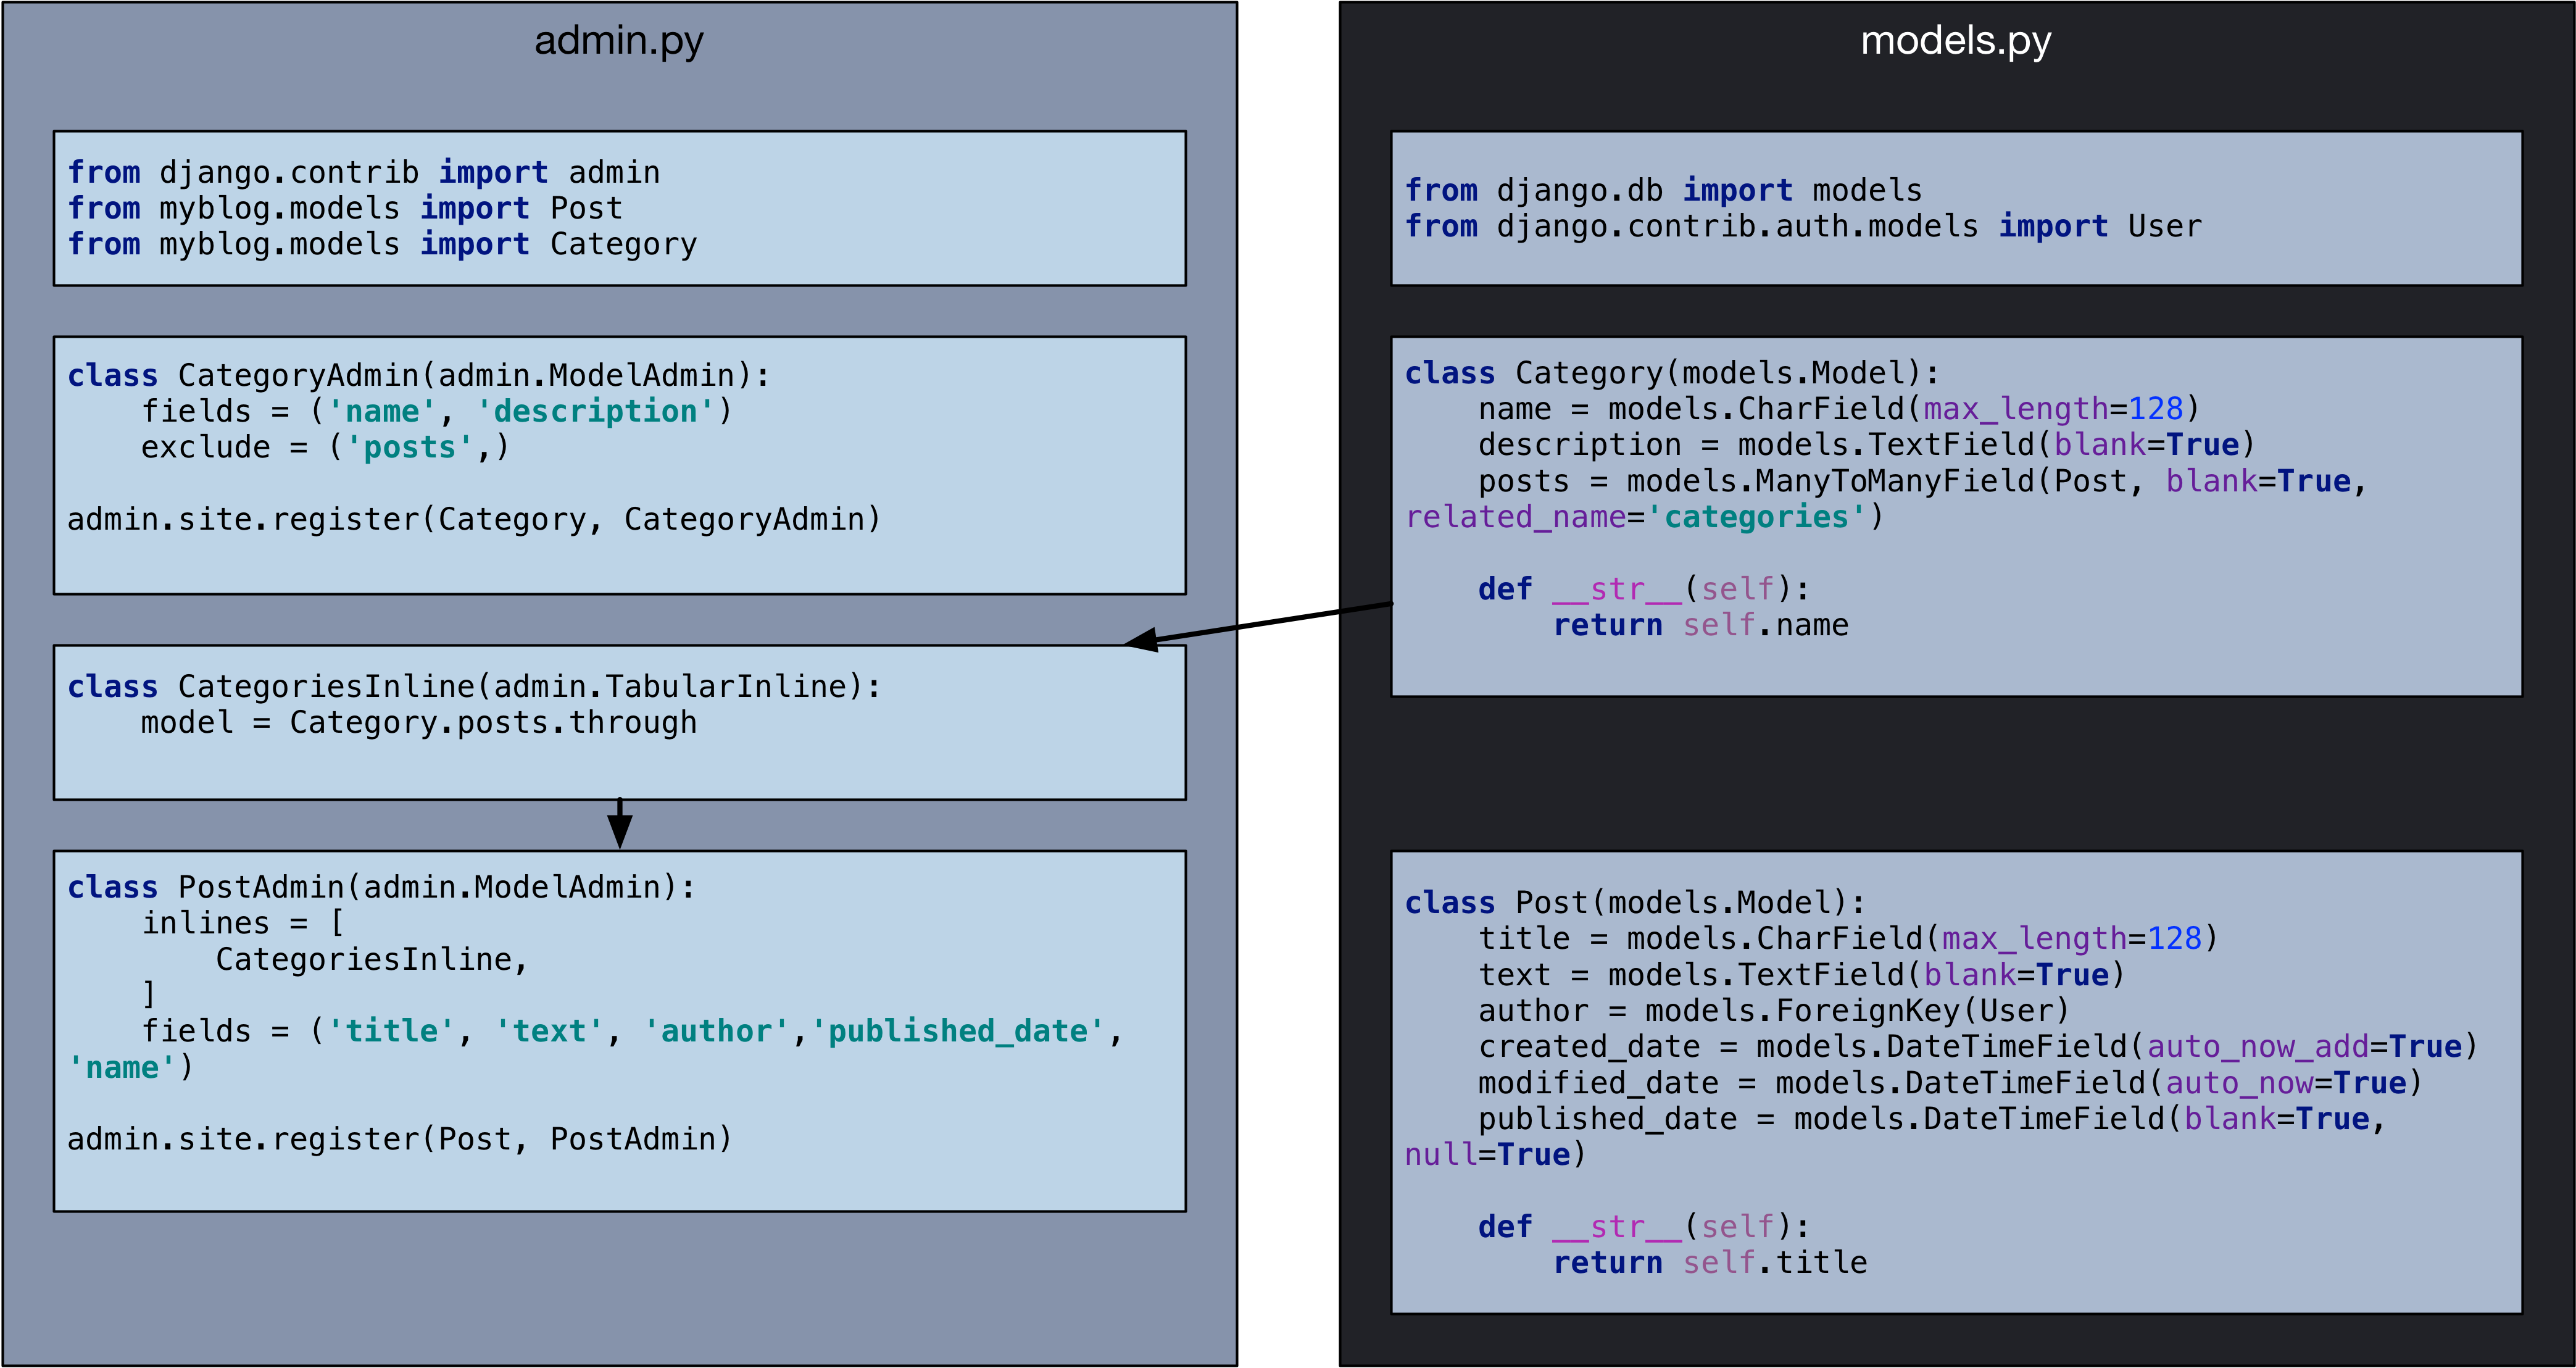 admin.py
from django.contrib import admin
from myblog.models import Post
from myblog.models import Category
class CategoryAdmin(admin.ModelAdmin):
    fields = ('name', 'description')
    exclude = ('posts',)
admin.site.register(Category, CategoryAdmin)
class CategoriesInline(admin.TabularInline):
    model = Category.posts.through
class PostAdmin(admin.ModelAdmin):
    inlines = [
        CategoriesInline,
    ]
    fields = ('title', 'text', 'author','published_date',
'name')
admin.site.register(Post, PostAdmin)
models.py
from django.db import models
from django.contrib.auth.models import User
class Category(models.Model):
    name = models.CharField(max_length=128)
    description = models.TextField(blank=True)
    posts = models.ManyToManyField(Post, blank=True,
related_name='categories')
    def __str__(self):
        return self.name
class Post(models.Model):
    title = models.CharField(max_length=128)
    text = models.TextField(blank=True)
    author = models.ForeignKey(User)
    created_date = models.DateTimeField(auto_now_add=True)
    modified_date = models.DateTimeField(auto_now=True)
    published_date = models.DateTimeField(blank=True,
null=True)
    def __str__(self):
        return self.title